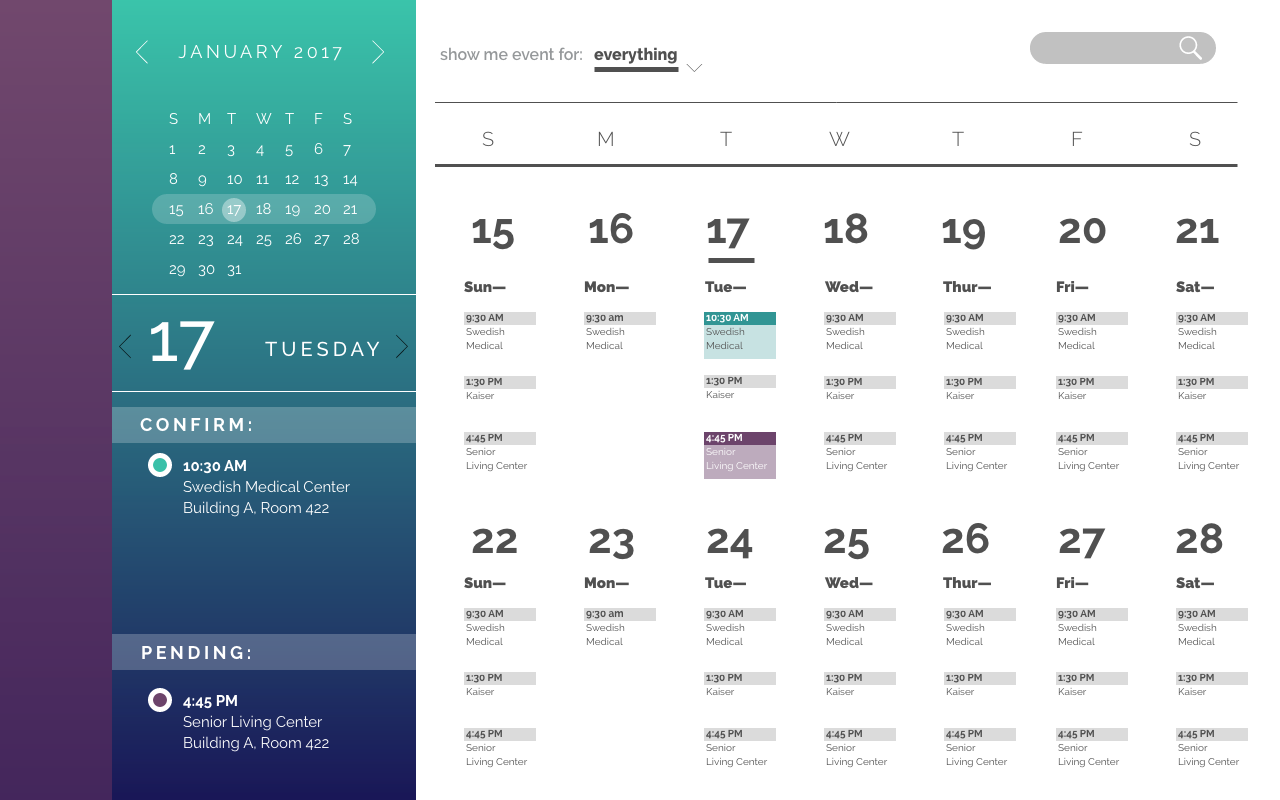 JANUARY 2017
S M T W T F S
1 2 3 4 5 6 7
8 9 10 11 12 13 14
15 16 17 18 19 20 21
22 23 24 25 26 27 28
29 30 31
17 TUESDAY
CONFIRM:
10:30 AM
Swedish Medical Center
Building A, Room 422
PENDING:
4:45 PM
Senior Living Center
Building A, Room 422
show me event for: everything
S M T W T F S
15 16 17 18 19 20 21
Sun— Mon— Tue— Wed— Thur— Fri— Sat—
9:30 AM 9:30 am 10:30 AM 9:30 AM 9:30 AM 9:30 AM 9:30 AM
Swedish Swedish Swedish Swedish Swedish Swedish Swedish
Medical Medical Medical Medical Medical Medical Medical
1:30 PM 1:30 PM 1:30 PM 1:30 PM 1:30 PM 1:30 PM
Kaiser Kaiser Kaiser Kaiser Kaiser Kaiser
4:45 PM 4:45 PM 4:45 PM 4:45 PM 4:45 PM 4:45 PM
Senior Senior Senior Senior Senior Senior
Living Center Living Center Living Center Living Center Living Center Living Center
22 23 24 25 26 27 28
Sun— Mon— Tue— Wed— Thur— Fri— Sat—
9:30 AM 9:30 am 9:30 AM 9:30 AM 9:30 AM 9:30 AM 9:30 AM
Swedish Swedish Swedish Swedish Swedish Swedish Swedish
Medical Medical Medical Medical Medical Medical Medical
1:30 PM 1:30 PM 1:30 PM 1:30 PM 1:30 PM 1:30 PM
Kaiser Kaiser Kaiser Kaiser Kaiser Kaiser
4:45 PM 4:45 PM 4:45 PM 4:45 PM 4:45 PM 4:45 PM
Senior Senior Senior Senior Senior Senior
Living Center Living Center Living Center Living Center Living Center Living Center